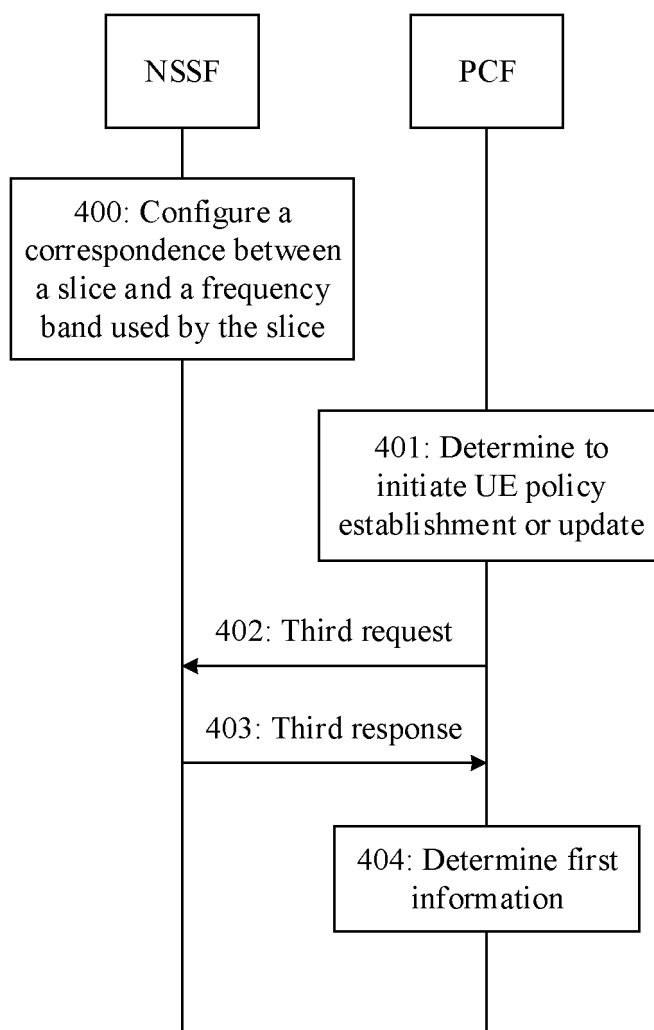 NSSF
PCF
400: Configure a
correspondence between
a slice and a frequency
band used by the slice
401: Determine to
initiate UE policy
establishment or update
402: Third request
403: Third response
404: Determine first
information